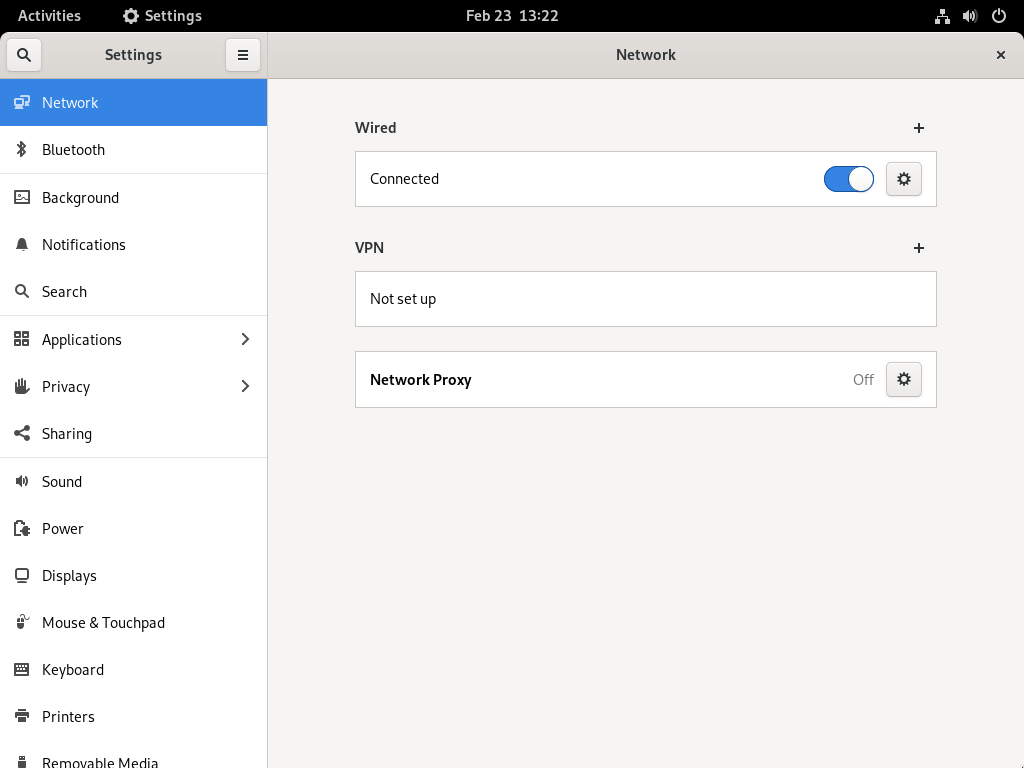 Activities
Settings
Feb 23 13:22
Settings
Network
Network
Bluetooth
Background
Notifications
Search
Applications
Privacy
Sharing
Sound
Power
Displays
Mouse & Touchpad
Keyboard
Printers
Removable Media
Wired
Connected
VPN
Not set up
Network Proxy
Off